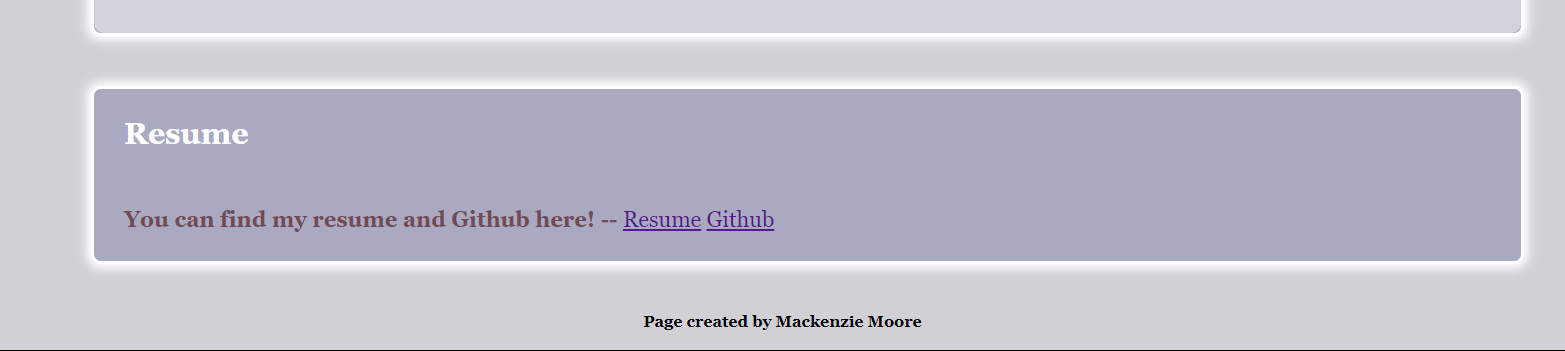 Resume
You can find my resume and Github here! -- Resume Github
Page created by Mackenzie Moore